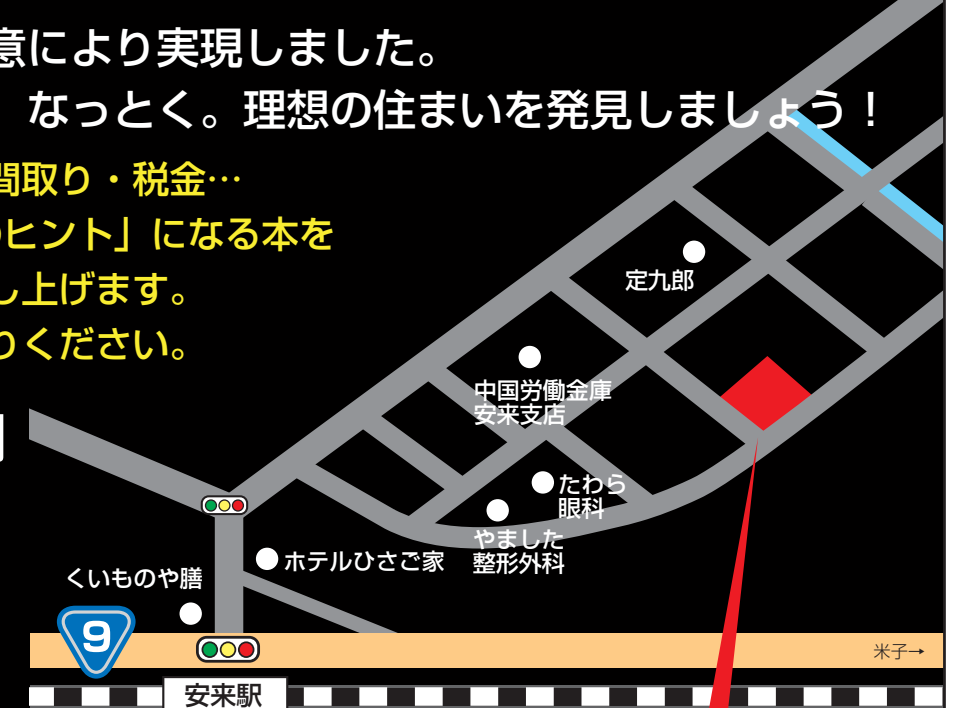 意により実現しました。
なっとく。理想の住まいを発見しましょう！
間取り・税金…
のヒント」になる本を
し上げます。
りください。
定九郎
中国労働金庫
安来支店
たわら
眼科
やました
整形外科
ホテルひさご家
くいものや膳
9
米子→
安来駅